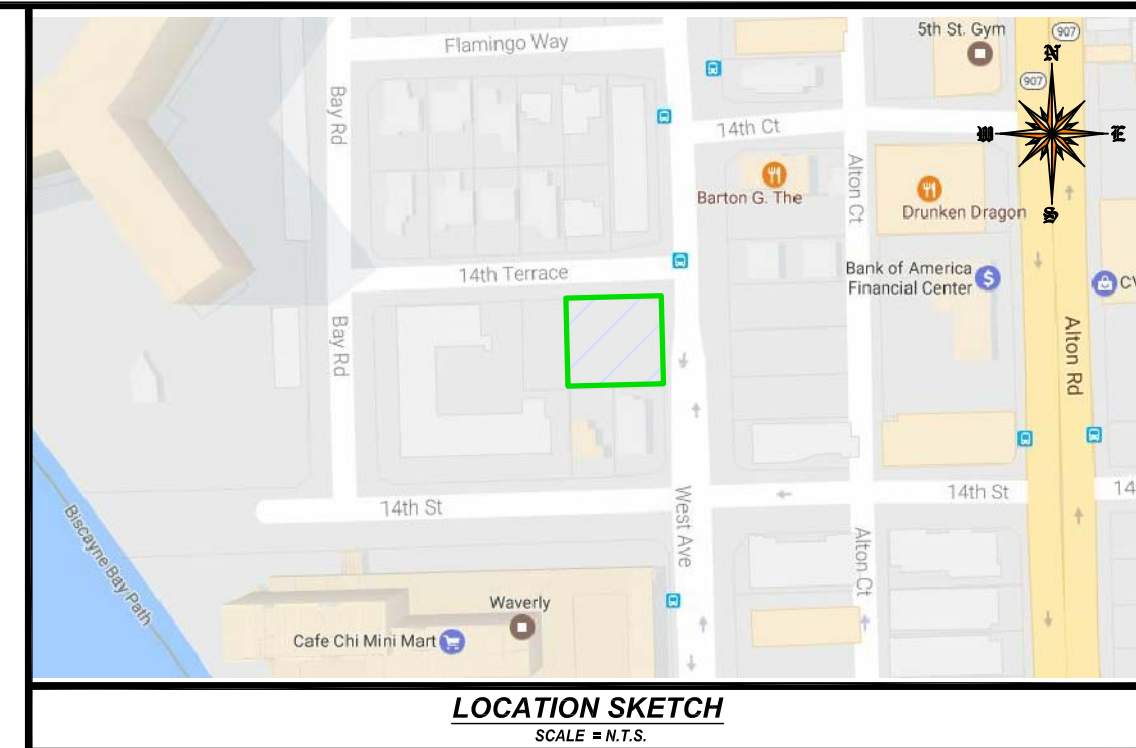 Flamingo Way
5th St. Gym
907
N
907
Bay Rd
14th Ct
W
E
Alton Ct
Barton G. The
Drunken Dragon
S
14th Terrace
Bank of America
Financial Center
$
CV
Bay Rd
Alton Rd
14th St
14th St
14
West Ave
Biscayne Bay Path
Alton Ct
Waverly
Cafe Chi Mini Mart
LOCATION SKETCH
SCALE = N.T.S.